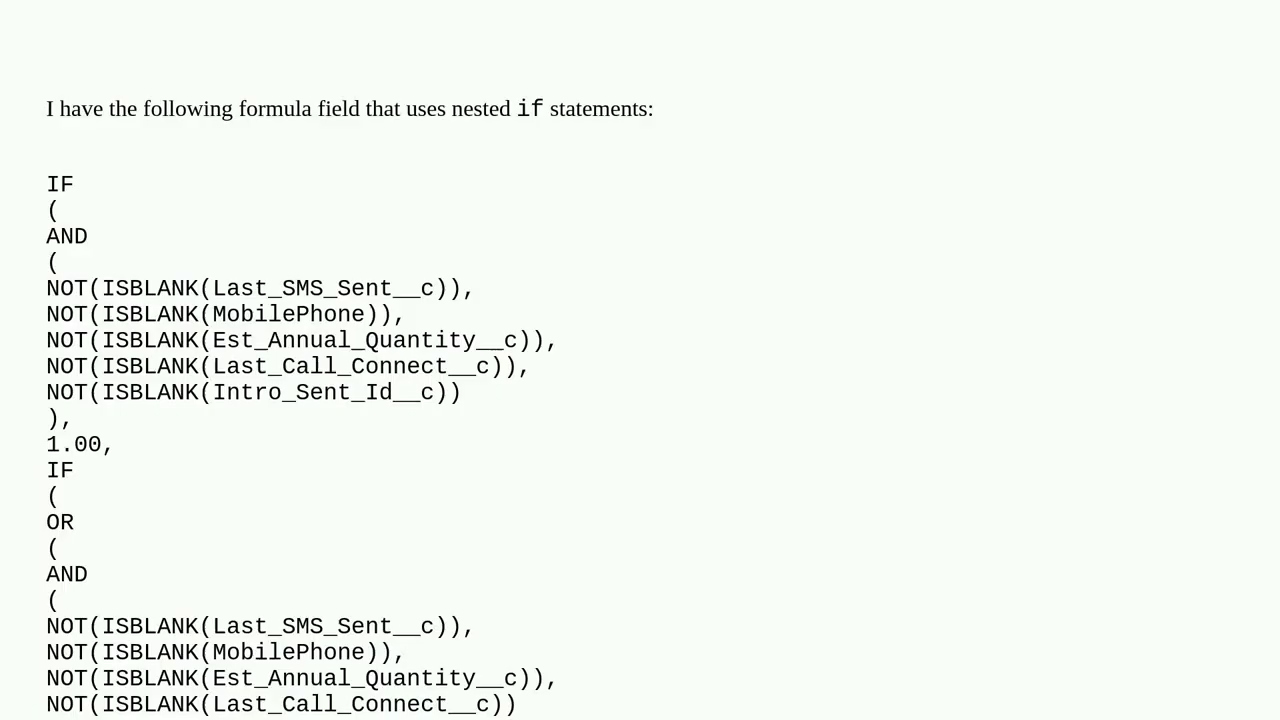 I have the following formula field that uses nested if statements:
IF
(
AND
(
NOT(ISBLANK(Last_SMS_Sent__c)),
NOT(ISBLANK(MobilePhone)),
NOT(ISBLANK(Est_Annual_Quantity__c)),
NOT(ISBLANK(Last_Call_Connect__c)),
NOT(ISBLANK(Intro_Sent_Id__c))
),
1.00,
IF
(
OR
(
AND
(
NOT(ISBLANK(Last_SMS_Sent__c)),
NOT(ISBLANK(MobilePhone)),
NOT(ISBLANK(Est_Annual_Quantity__c)),
NOT(ISBLANK(Last_Call_Connect__c))